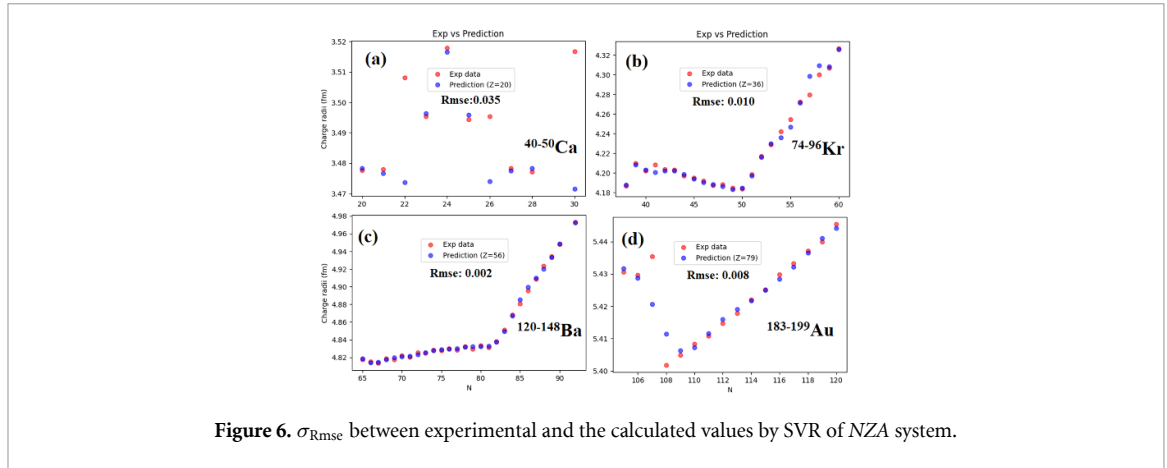 Exp vs Prediction
(a)
Exp data
Prediction (Z=20)
Rmse:0.035
40-50Ca
Charge radii (fm)
3.52
3.51
3.50
3.49
3.48
3.47
20 22 24 26 28 30
Exp vs Prediction
(b)
Exp data
Prediction (Z=36)
Rmse: 0.010
74-96Kr
4.32
4.30
4.28
4.26
4.24
4.22
4.20
4.18
40 45 50 55 60
(c)
Exp data
Prediction (Z=56)
Rmse: 0.002
120-148Ba
Charge radii (fm)
4.98
4.96
4.94
4.92
4.90
4.88
4.86
4.84
4.82
65 70 75 80 85 90
N
(d)
Exp data
Prediction (Z=79)
Rmse: 0.008
183-199Au
5.44
5.43
5.42
5.41
5.40
106 108 110 112 114 116 118 120
N
Figure 6. σRmse between experimental and the calculated values by SVR of NZA system.